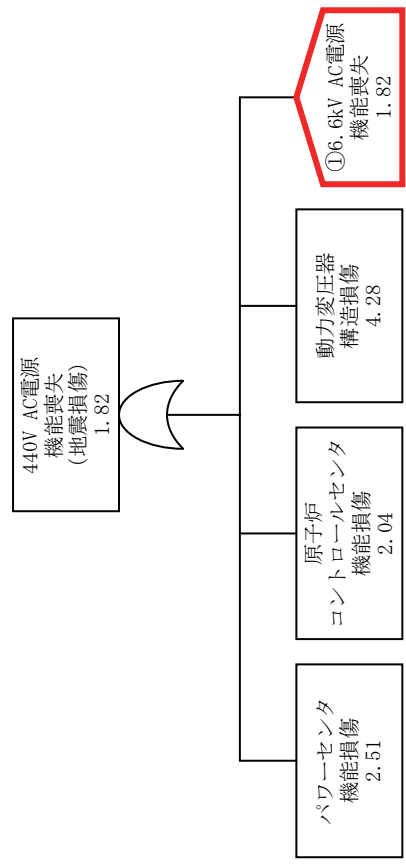 440V AC電源
機能喪失
(地震損傷)
1.82
パワーセンタ
機能損傷
2.51
原子炉
コントロールセンタ
機能損傷
2.04
動力変圧器
構造損傷
4.28
①6.6kV AC電源
機能喪失
1.82